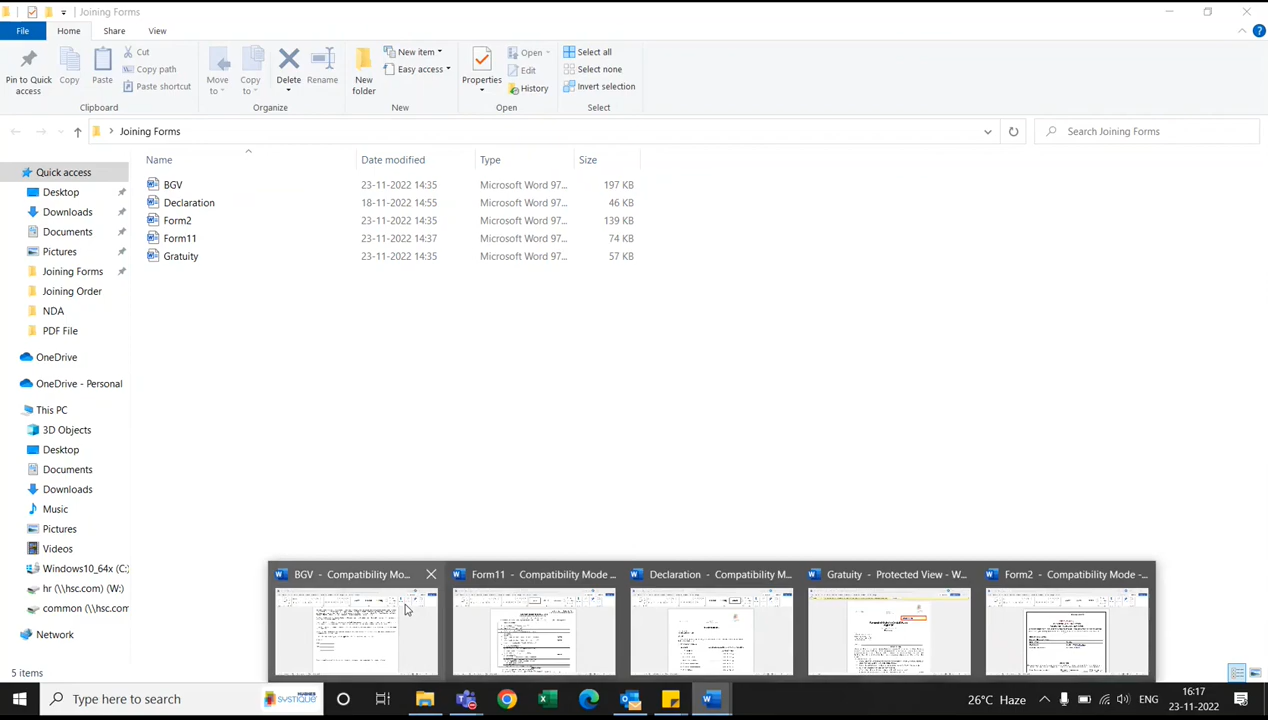 Joining Forms
File Home Share View
Pin to Quick access
Copy
Paste
Cut
Copy path
Paste shortcut
Clipboard
Move to
Copy to
Delete
Rename
Organize
New folder
New item
Easy access
New
Properties
Open
Edit
History
Open
Select all
Select none
Invert selection
Select
Joining Forms
Search Joining Forms
Name Date modified Type Size
BGV 23-11-2022 14:35 Microsoft Word 97... 197 KB
Declaration 18-11-2022 14:55 Microsoft Word 97... 46 KB
Form2 23-11-2022 14:35 Microsoft Word 97... 139 KB
Form11 23-11-2022 14:37 Microsoft Word 97... 74 KB
Gratuity 23-11-2022 14:35 Microsoft Word 97... 57 KB
Quick access
Desktop
Downloads
Documents
Pictures
Joining Forms
Joining Order
NDA
PDF File
OneDrive
OneDrive - Personal
This PC
3D Objects
Desktop
Documents
Downloads
Music
Pictures
Videos
Windows10_64x (C:)
hr (\\hsc.com) (W:)
common (\\hsc.com
Network
5 items
BGV - Compatibility Mo...
Form11 - Compatibility Mode ...
Declaration - Compatibility M...
Gratuity - Protected View - W...
Form2 - Compatibility Mode -...
Type here to search
HUGHES SYSTIQUE
26°C Haze
ENG
16:17
23-11-2022